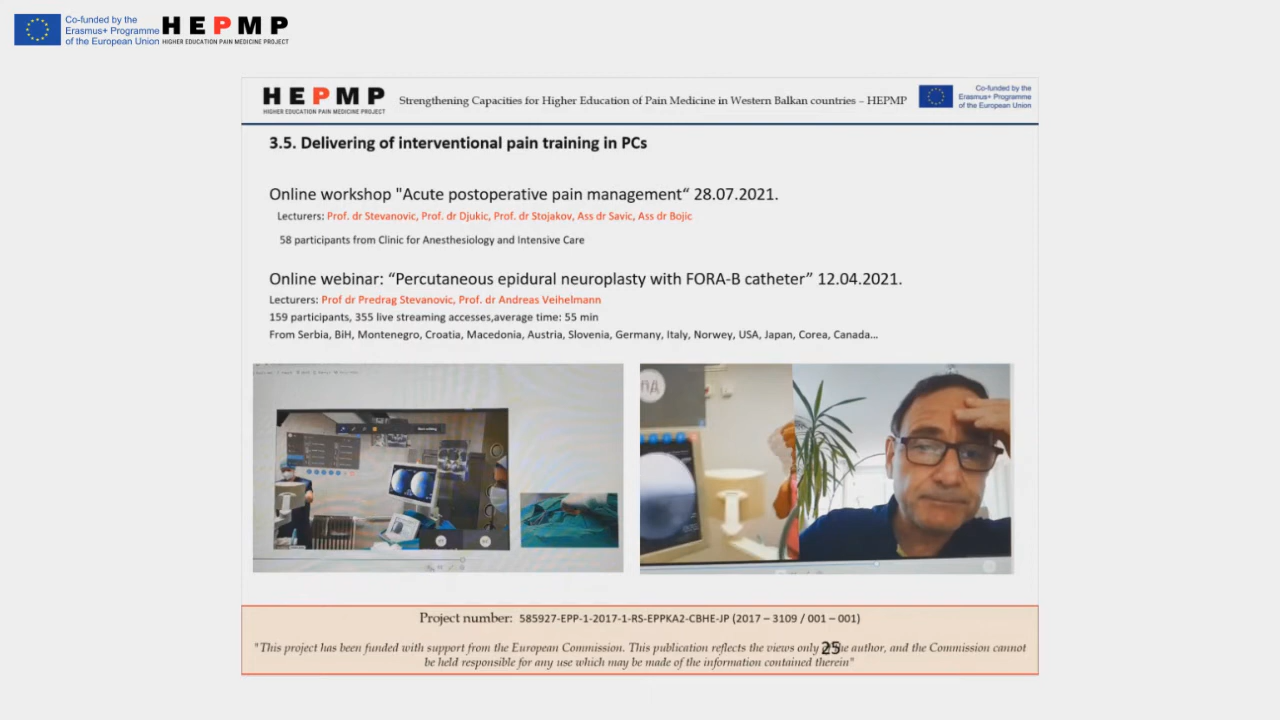 Co-funded by the
Erasmus+ Programme
of the European Union
HEPMP
HIGHER EDUCATION PAIN MEDICINE PROJECT
HEPMP
HIGHER EDUCATION PAIN MEDICINE PROJECT
Strengthening Capacities for Higher Education of Pain Medicine in Western Balkan countries – HEPMP
Co-funded by the
Erasmus+ Programme
of the European Union
3.5. Delivering of interventional pain training in PCs
Online workshop "Acute postoperative pain management“ 28.07.2021.
Lecturers: Prof. dr Stevanovic, Prof. dr Djukic, Prof. dr Stojakov, Ass dr Savic, Ass dr Bojic
58 participants from Clinic for Anesthesiology and Intensive Care
Online webinar: “Percutaneous epidural neuroplasty with FORA-B catheter” 12.04.2021.
Lecturers: Prof dr Predrag Stevanovic, Prof. dr Andreas Veihelmann
159 participants, 355 live streaming accesses,average time: 55 min
From Serbia, BiH, Montenegro, Croatia, Macedonia, Austria, Slovenia, Germany, Italy, Norwey, USA, Japan, Corea, Canada...
Project number: 585927-EPP-1-2017-1-RS-EPPKA2-CBHE-JP (2017 – 3109 / 001 – 001)
"This project has been funded with support from the European Commission. This publication reflects the views only of the author, and the Commission cannot
be held responsible for any use which may be made of the information contained therein"
25